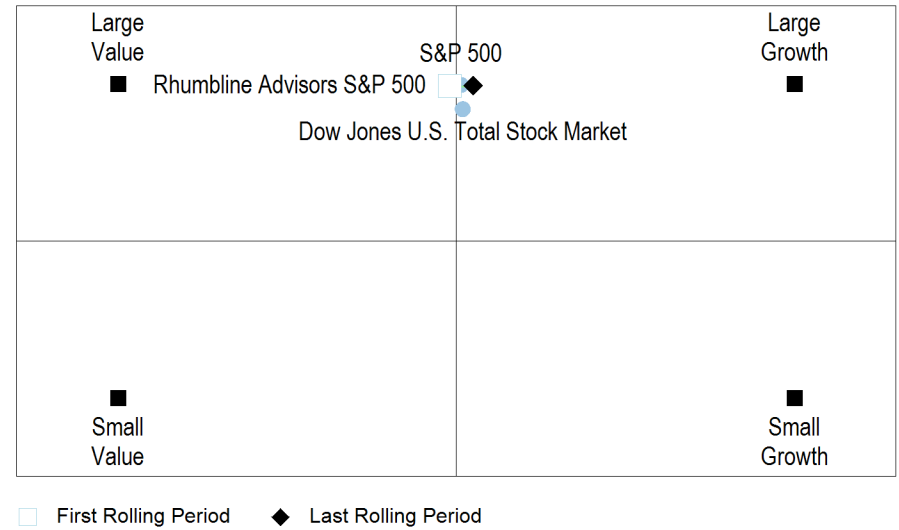 Large
Value
Large
Growth
S&P 500
Rhumbline Advisors S&P 500
Dow Jones U.S. Total Stock Market
Small
Value
Small
Growth
First Rolling Period
Last Rolling Period